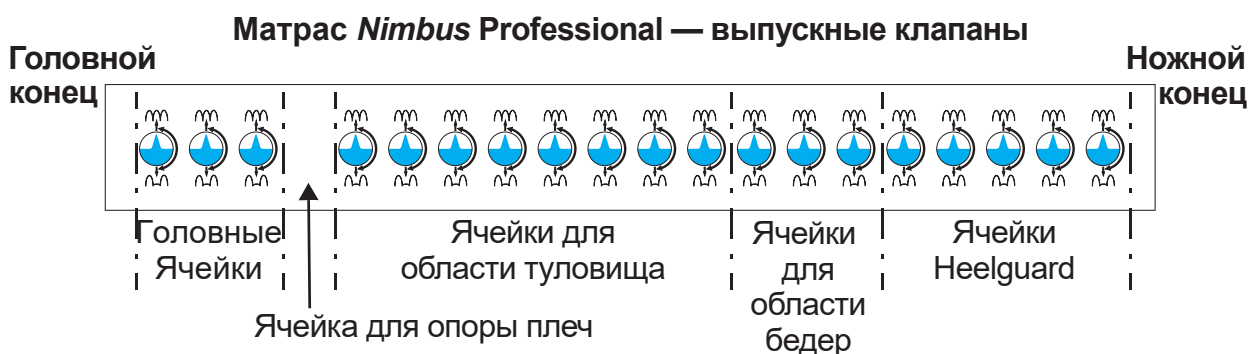 Матрас Nimbus Professional — выпускные клапаны
Головной
конец
Ножной
конец
Головные
Ячейки
Ячейка для опоры плеч
Ячейки для
области туловища
Ячейки
для
области
бедер
Ячейки
Heelguard